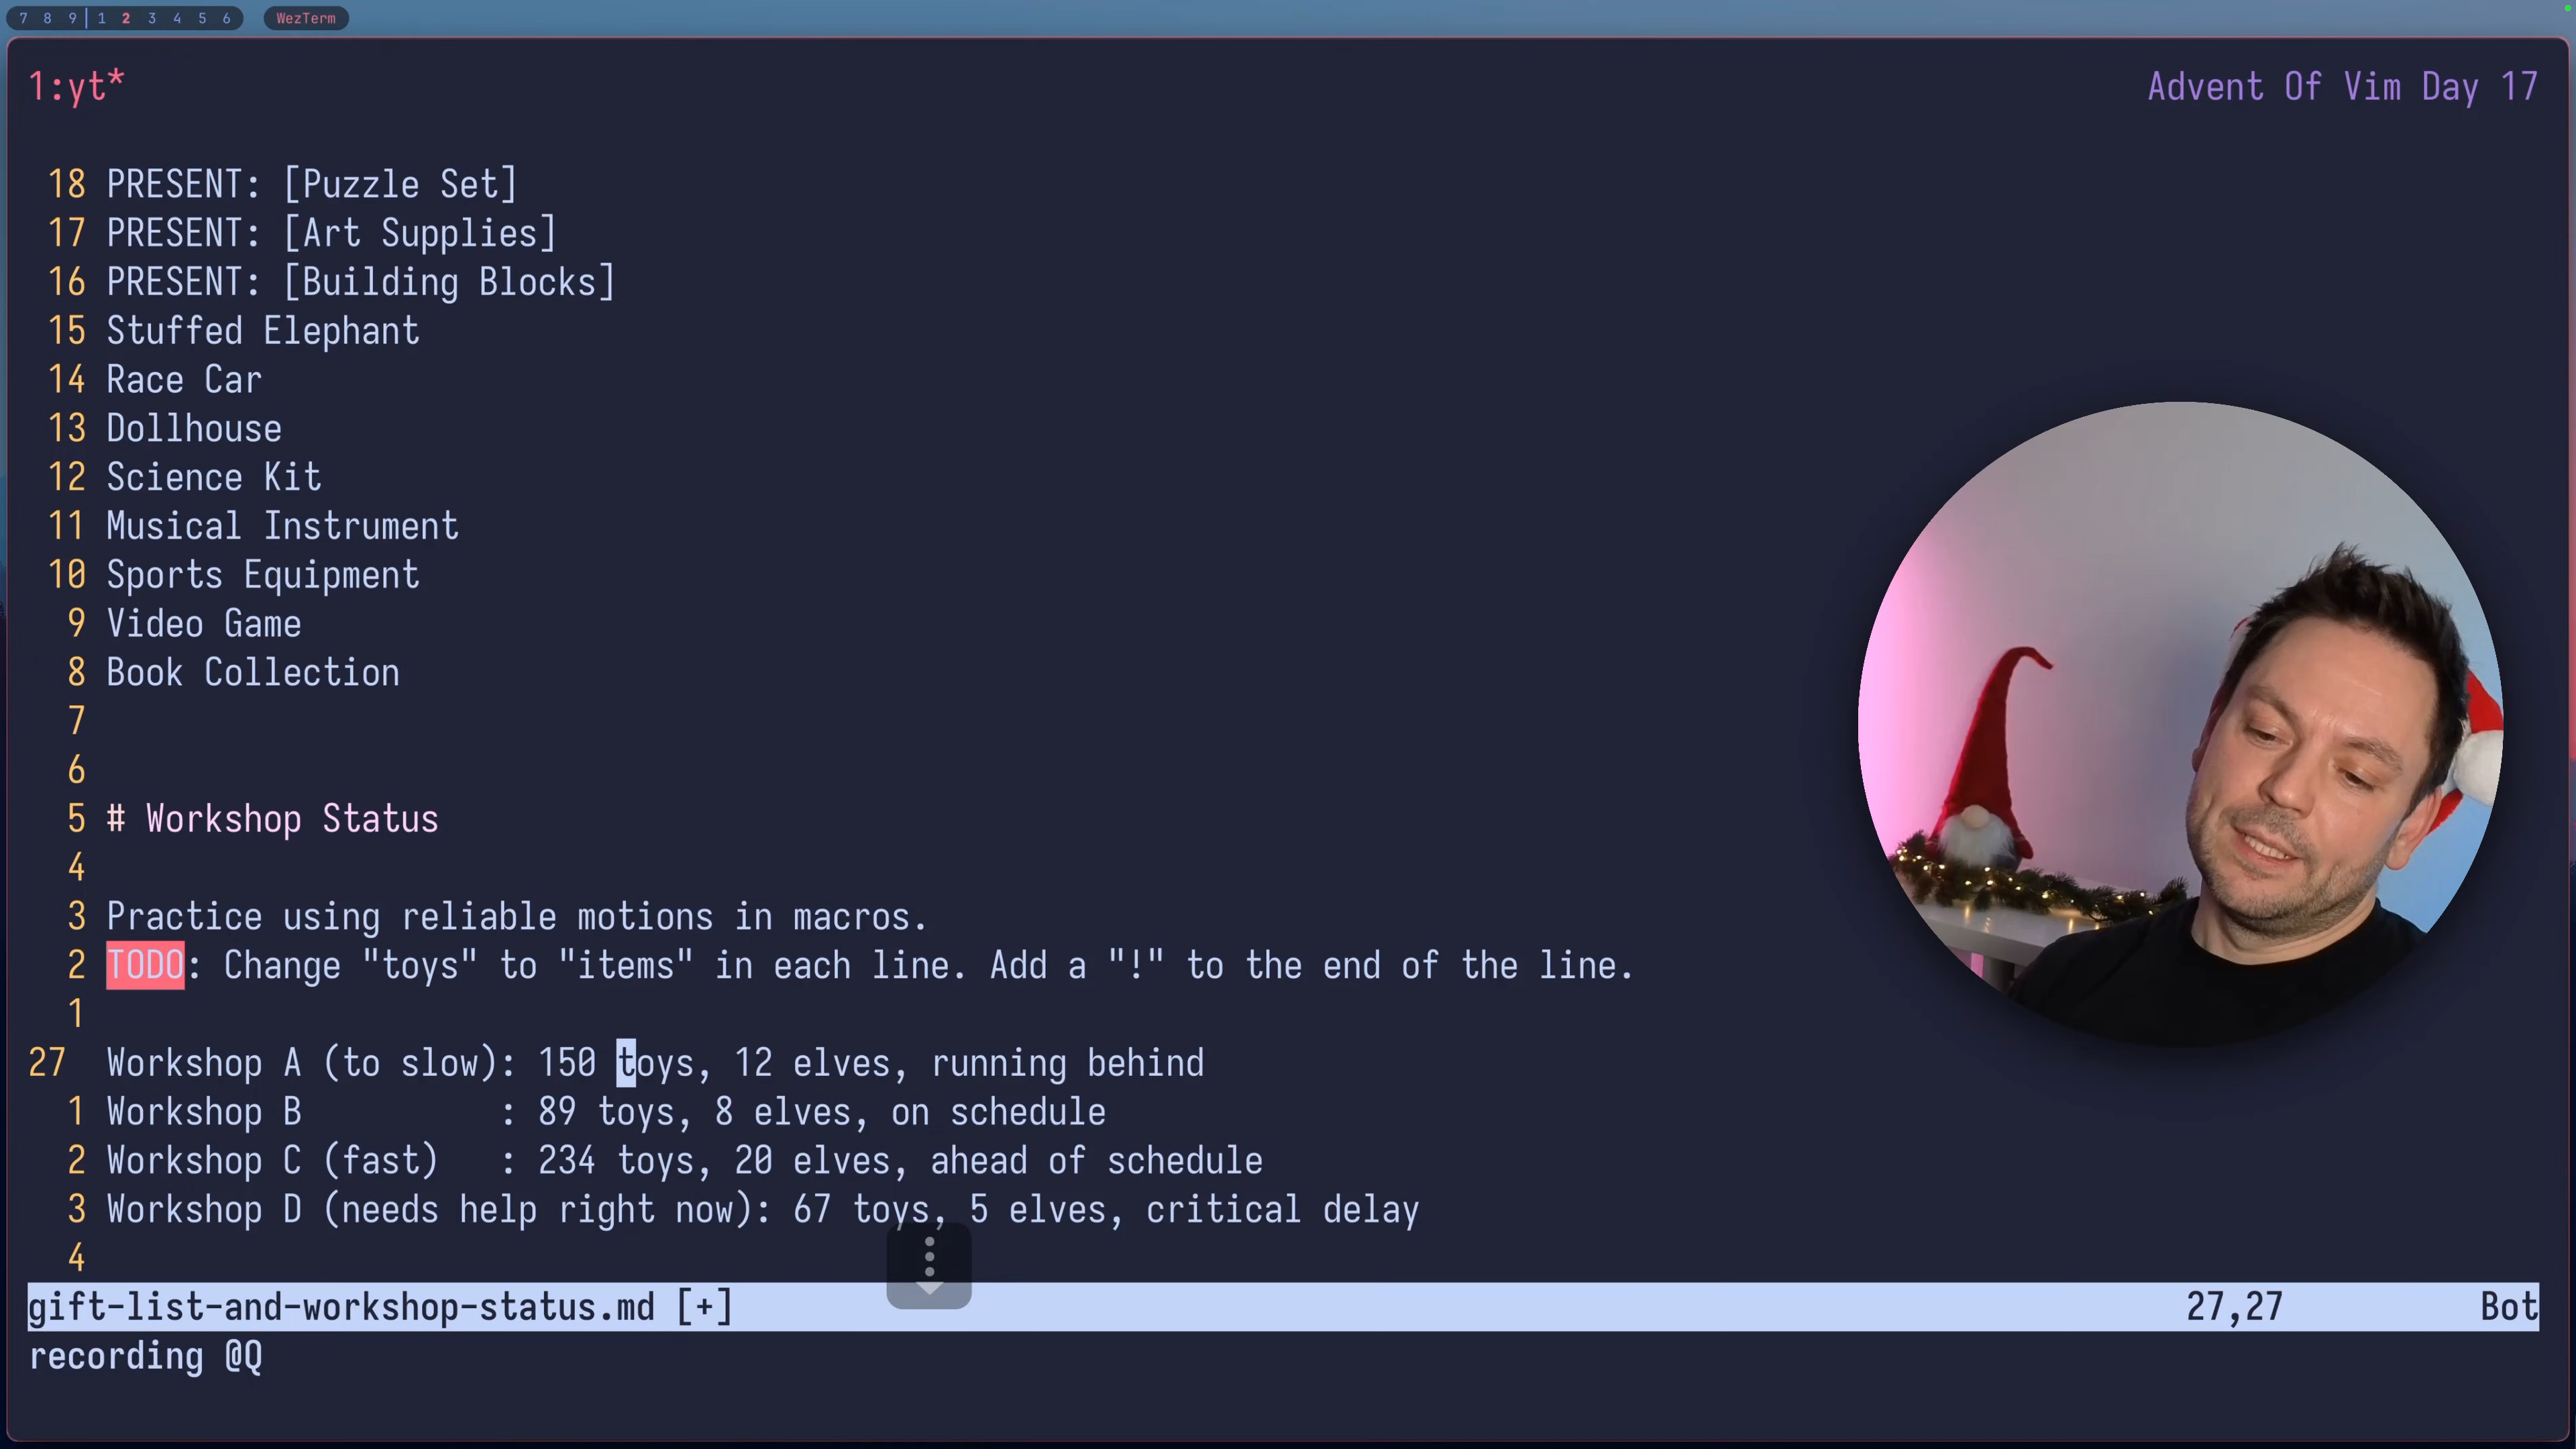 7 8 9 1 2 3 4 5 6 WezTerm
1:yt* Advent Of Vim Day 17
18 PRESENT: [Puzzle Set]
17 PRESENT: [Art Supplies]
16 PRESENT: [Building Blocks]
15 Stuffed Elephant
14 Race Car
13 Dollhouse
12 Science Kit
11 Musical Instrument
10 Sports Equipment
9 Video Game
8 Book Collection
7
6
5 # Workshop Status
4
3 Practice using reliable motions in macros.
2 TODO: Change "toys" to "items" in each line. Add a "!" to the end of the line.
1
27 Workshop A (to slow): 150 toys, 12 elves, running behind
1 Workshop B : 89 toys, 8 elves, on schedule
2 Workshop C (fast) : 234 toys, 20 elves, ahead of schedule
3 Workshop D (needs help right now): 67 toys, 5 elves, critical delay
4
gift-list-and-workshop-status.md [+] 27,27 Bot
recording @Q